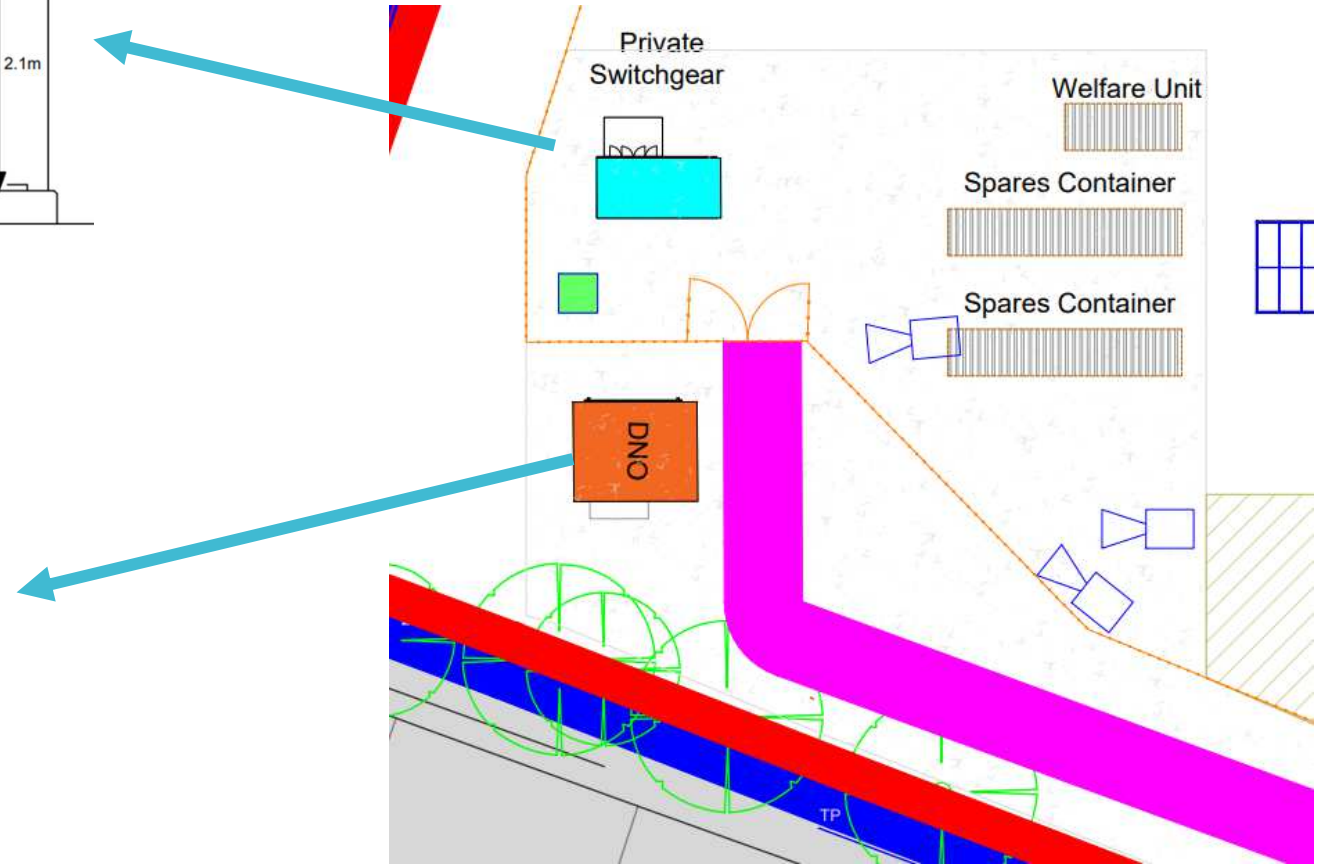 2.1m
Private
Switchgear
Welfare Unit
Spares Container
Spares Container
DNO
TP